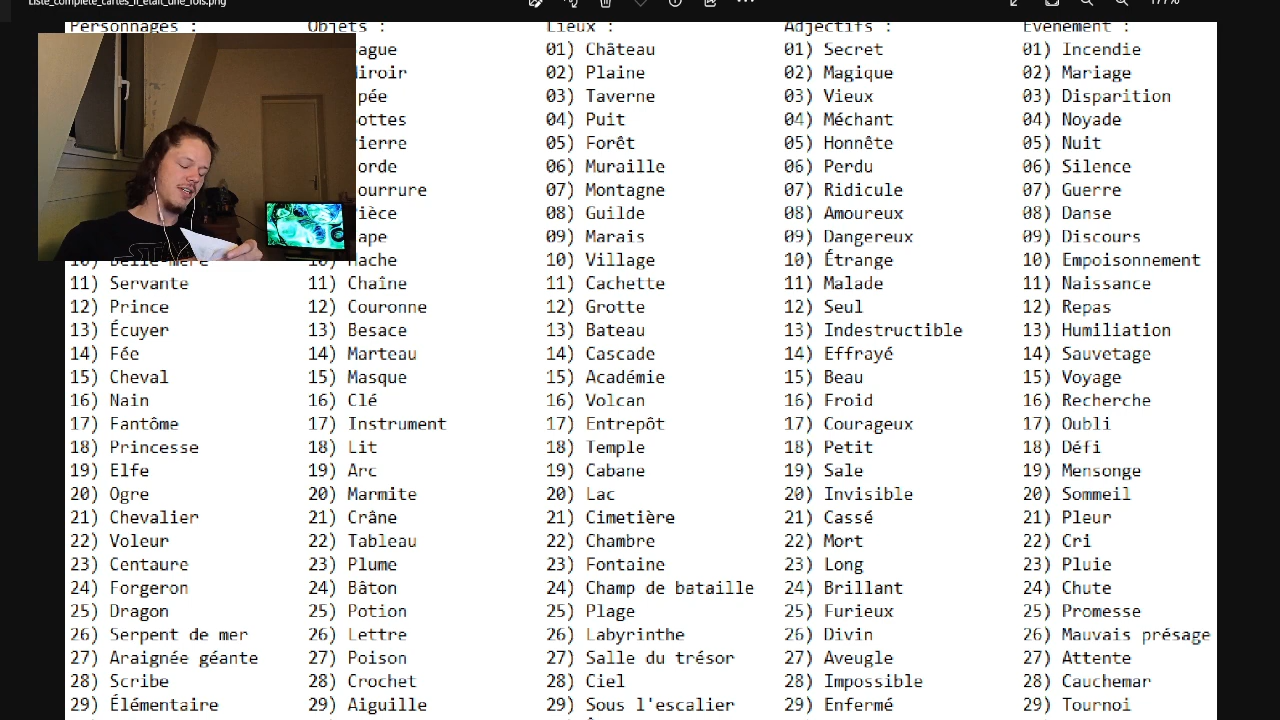 Liste_complete_cartes_il_etait_une_fois.png
177%
Personnages : Objets : Lieux : Adjectifs : Evènement :
01) Château 01) Secret 01) Incendie
02) Plaine 02) Magique 02) Mariage
03) Taverne 03) Vieux 03) Disparition
04) Puit 04) Méchant 04) Noyade
05) Forêt 05) Honnête 05) Nuit
06) Muraille 06) Perdu 06) Silence
07) Montagne 07) Ridicule 07) Guerre
08) Guilde 08) Amoureux 08) Danse
09) Marais 09) Dangereux 09) Discours
10) Belle-mère 10) Hache 10) Village 10) Étrange 10) Empoisonnement
11) Servante 11) Chaîne 11) Cachette 11) Malade 11) Naissance
12) Prince 12) Couronne 12) Grotte 12) Seul 12) Repas
13) Écuyer 13) Besace 13) Bateau 13) Indestructible 13) Humiliation
14) Fée 14) Marteau 14) Cascade 14) Effrayé 14) Sauvetage
15) Cheval 15) Masque 15) Académie 15) Beau 15) Voyage
16) Nain 16) Clé 16) Volcan 16) Froid 16) Recherche
17) Fantôme 17) Instrument 17) Entrepôt 17) Courageux 17) Oubli
18) Princesse 18) Lit 18) Temple 18) Petit 18) Défi
19) Elfe 19) Arc 19) Cabane 19) Sale 19) Mensonge
20) Ogre 20) Marmite 20) Lac 20) Invisible 20) Sommeil
21) Chevalier 21) Crâne 21) Cimetière 21) Cassé 21) Pleur
22) Voleur 22) Tableau 22) Chambre 22) Mort 22) Cri
23) Centaure 23) Plume 23) Fontaine 23) Long 23) Pluie
24) Forgeron 24) Bâton 24) Champ de bataille 24) Brillant 24) Chute
25) Dragon 25) Potion 25) Plage 25) Furieux 25) Promesse
26) Serpent de mer 26) Lettre 26) Labyrinthe 26) Divin 26) Mauvais présage
27) Araignée géante 27) Poison 27) Salle du trésor 27) Aveugle 27) Attente
28) Scribe 28) Crochet 28) Ciel 28) Impossible 28) Cauchemar
29) Élémentaire 29) Aiguille 29) Sous l'escalier 29) Enfermé 29) Tournoi